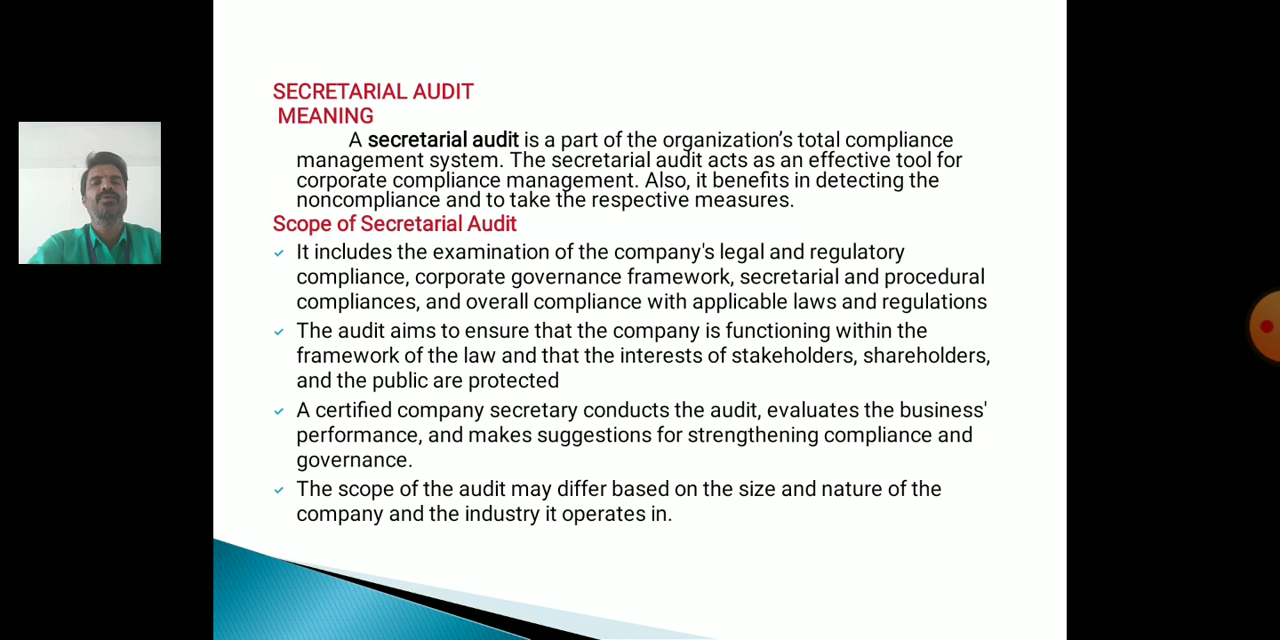 SECRETARIAL AUDIT
MEANING
A secretarial audit is a part of the organization's total compliance
management system. The secretarial audit acts as an effective tool for
corporate compliance management. Also, it benefits in detecting the
noncompliance and to take the respective measures.
Scope of Secretarial Audit
It includes the examination of the company's legal and regulatory
compliance, corporate governance framework, secretarial and procedural
compliances, and overall compliance with applicable laws and regulations
The audit aims to ensure that the company is functioning within the
framework of the law and that the interests of stakeholders, shareholders,
and the public are protected
A certified company secretary conducts the audit, evaluates the business'
performance, and makes suggestions for strengthening compliance and
governance.
The scope of the audit may differ based on the size and nature of the
company and the industry it operates in.